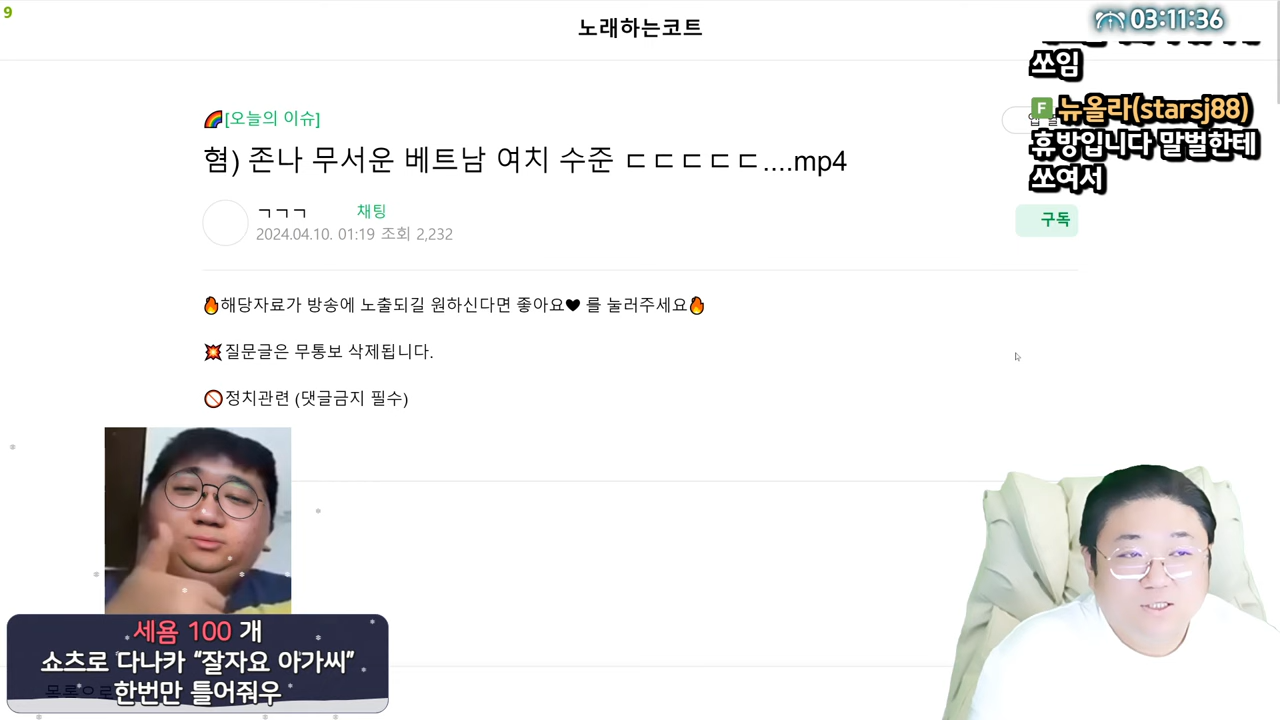 9
노래하는코트
03:11:36
쏘임
F 뉴올라(starsj88)
휴방입니다 말벌한테
쏘여서
🌈[오늘의 이슈]
혐) 존나 무서운 베트남 여치 수준 ㄷㄷㄷㄷㄷ....mp4
ㄱㄱㄱ 채팅
2024.04.10. 01:19 조회 2,232
구독
🔥해당자료가 방송에 노출되길 원하신다면 좋아요🖤 를 눌러주세요🔥
💥질문글은 무통보 삭제됩니다.
🚫정치관련 (댓글금지 필수)
세욤 100 개
쇼츠로 다나카 “잘자요 아가씨”
한번만 틀어줘우
목록으로